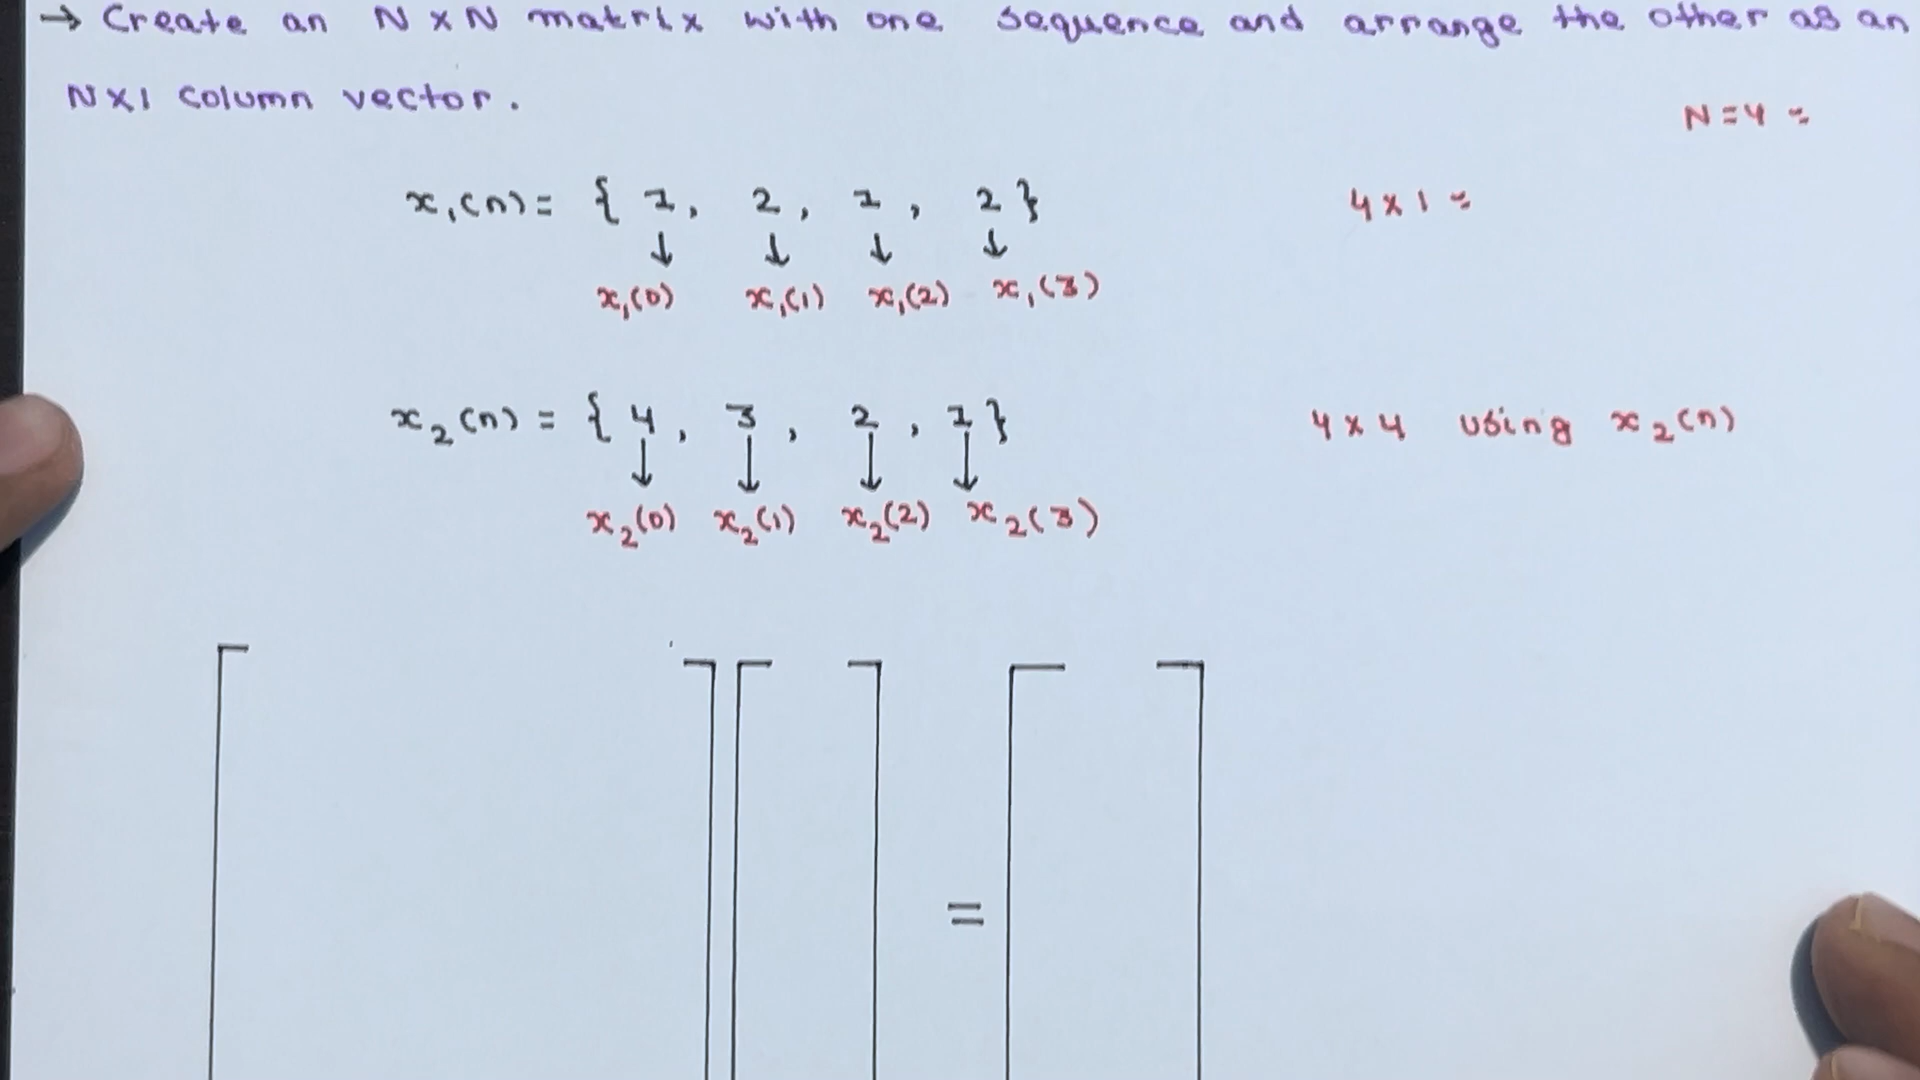 → Create an N x N matrix with one sequence and arrange the other as an
N x 1 column vector.
N = 4
x₁(n) = { 1, 2, 1, 2 }
4 x 1
↓ ↓ ↓ ↓
x₁(0) x₁(1) x₁(2) x₁(3)
x₂(n) = { 4, 3, 2, 1 }
4 x 4 using x₂(n)
↓ ↓ ↓ ↓
x₂(0) x₂(1) x₂(2) x₂(3)
=